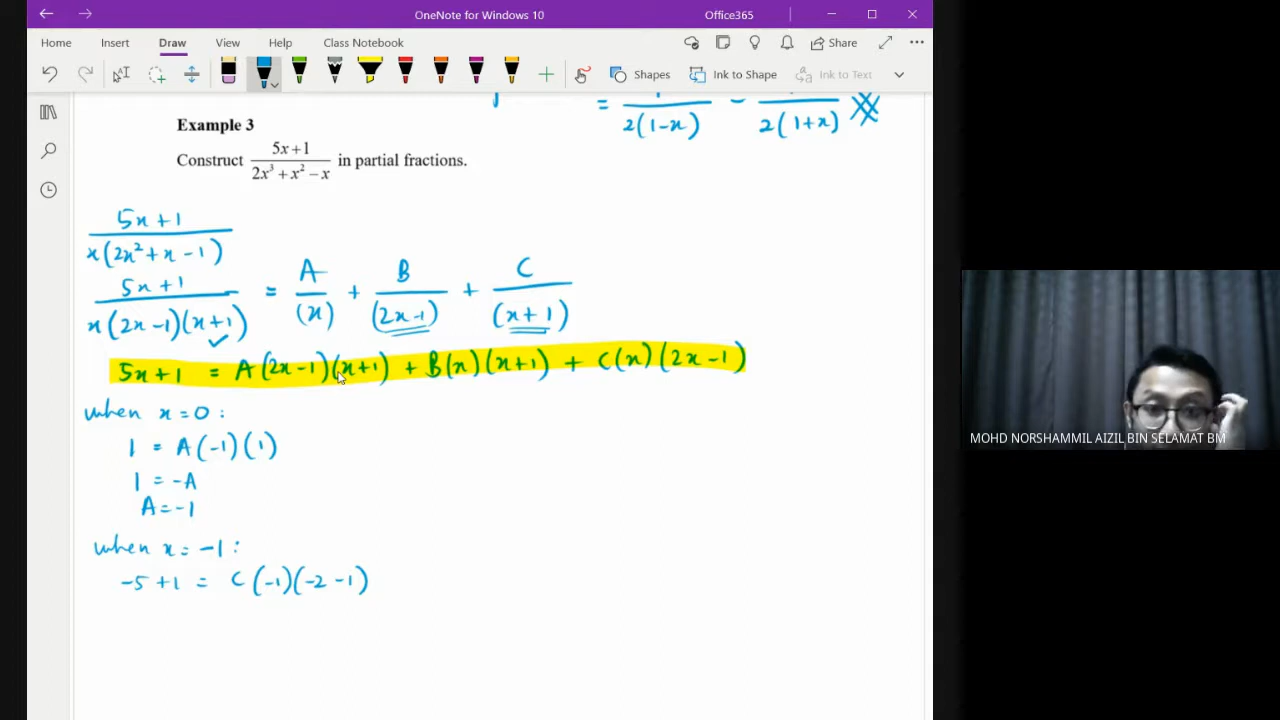 OneNote for Windows 10
Office365
Home Insert Draw View Help Class Notebook
Share
Shapes Ink to Shape Ink to Text
= 2(1-x) - 2(1+x)
Example 3
Construct (5x+1)/(2x³+x²−x) in partial fractions.
(5x+1)/(x(2x²+x−1))
(5x+1)/(x(2x−1)(x+1)) = A/(x) + B/(2x−1) + C/(x+1)
5x+1 = A(2x−1)(x+1) + B(x)(x+1) + C(x)(2x−1)
when x=0:
1 = A(−1)(1)
1 = −A
A=−1
when x=−1:
−5+1 = C(−1)(−2−1)
MOHD NORSHAMMIL AIZIL BIN SELAMAT BM